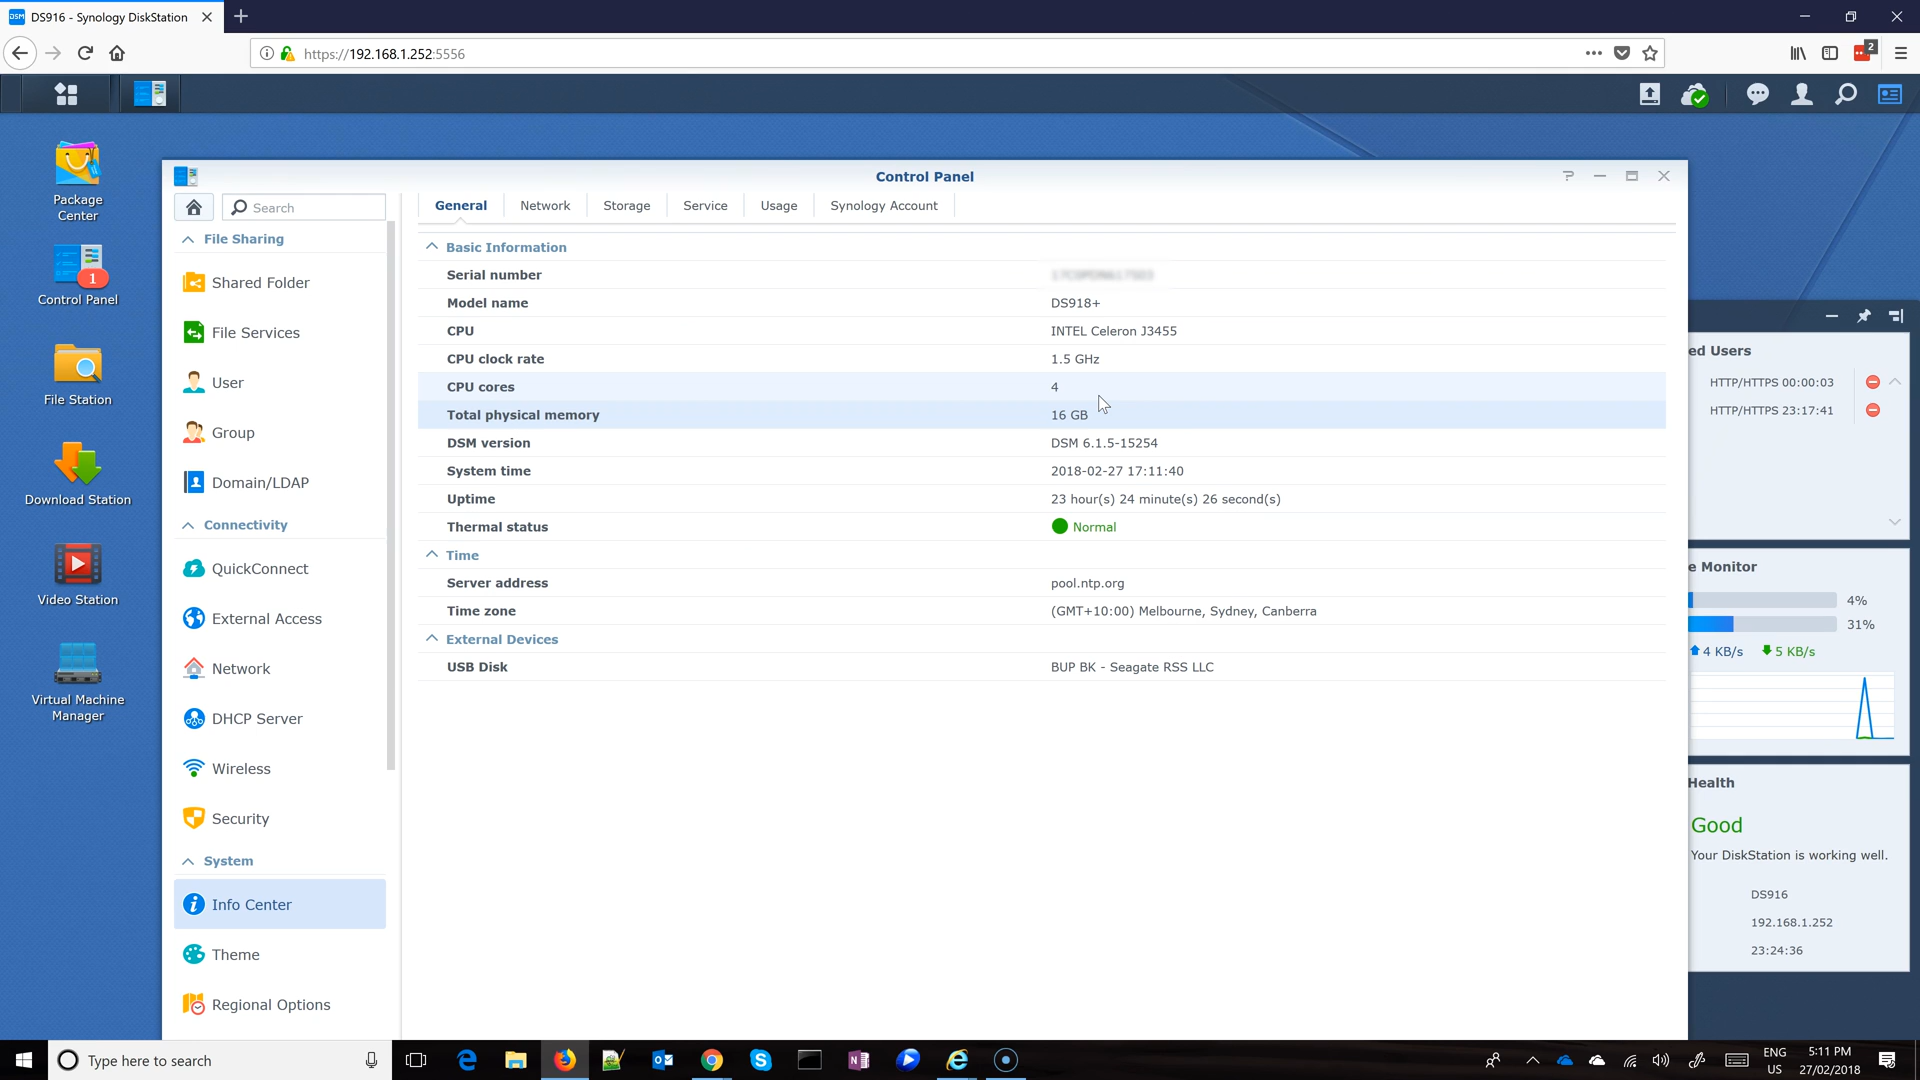 DS916 - Synology DiskStation
https://192.168.1.252:5556
2
Package
Center
1
Control Panel
File Station
Download Station
Video Station
Virtual Machine
Manager
Control Panel
Search
File Sharing
Shared Folder
File Services
User
Group
Domain/LDAP
Connectivity
QuickConnect
External Access
Network
DHCP Server
Wireless
Security
System
Info Center
Theme
Regional Options
General Network Storage Service Usage Synology Account
Basic Information
Serial number
Model name DS918+
CPU INTEL Celeron J3455
CPU clock rate 1.5 GHz
CPU cores 4
Total physical memory 16 GB
DSM version DSM 6.1.5-15254
System time 2018-02-27 17:11:40
Uptime 23 hour(s) 24 minute(s) 26 second(s)
Thermal status Normal
Time
Server address pool.ntp.org
Time zone (GMT+10:00) Melbourne, Sydney, Canberra
External Devices
USB Disk BUP BK - Seagate RSS LLC
ed Users
HTTP/HTTPS 00:00:03
HTTP/HTTPS 23:17:41
e Monitor
4%
31%
4 KB/s 5 KB/s
Health
Good
Your DiskStation is working well.
DS916
192.168.1.252
23:24:36
Type here to search
ENG
US
5:11 PM
27/02/2018